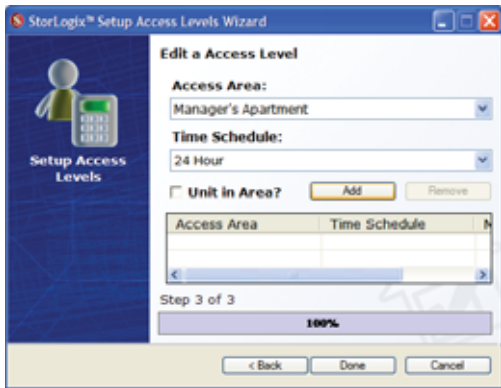 StorLogix™ Setup Access Levels Wizard
Edit a Access Level
Access Area:
Manager's Apartment
Time Schedule:
24 Hour
Unit in Area? Add Remove
Access Area Time Schedule N
Setup Access
Levels
Step 3 of 3
100%
< Back Done Cancel